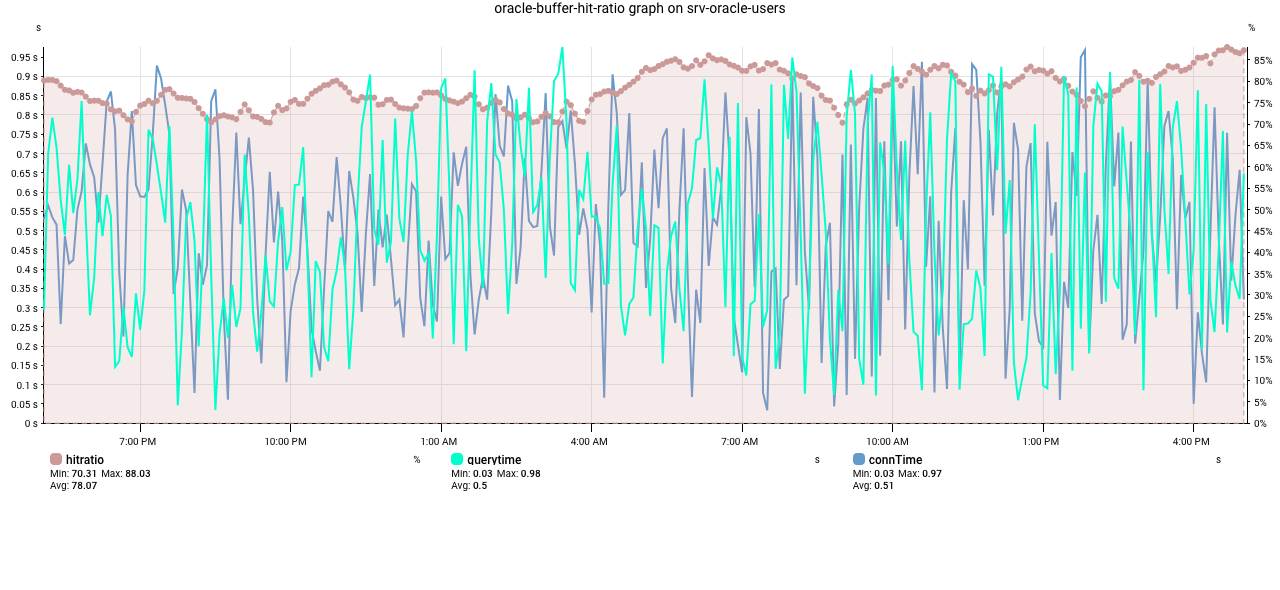 oracle-buffer-hit-ratio graph on srv-oracle-users
s %
0.95 s 85%
0.9 s 80%
0.85 s 75%
0.8 s 70%
0.75 s 65%
0.7 s 60%
0.65 s 55%
0.6 s 50%
0.55 s 45%
0.5 s 40%
0.45 s 35%
0.4 s 30%
0.35 s 25%
0.3 s 20%
0.25 s 15%
0.2 s 10%
0.15 s 5%
0.1 s 0%
0.05 s
0 s
7:00 PM 10:00 PM 1:00 AM 4:00 AM 7:00 AM 10:00 AM 1:00 PM 4:00 PM
hitratio % querytime s connTime s
Min: 70.31 Max: 88.03 Min: 0.03 Max: 0.98 Min: 0.03 Max: 0.97
Avg: 78.07 Avg: 0.5 Avg: 0.51